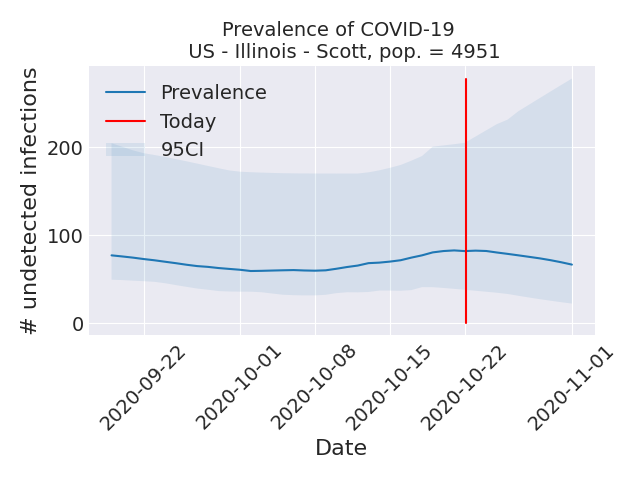 Prevalence of COVID-19
US - Illinois - Scott, pop. = 4951
# undetected infections
200
100
0
Prevalence
Today
95CI
2020-09-22
2020-10-01
2020-10-08
2020-10-15
2020-10-22
2020-11-01
Date